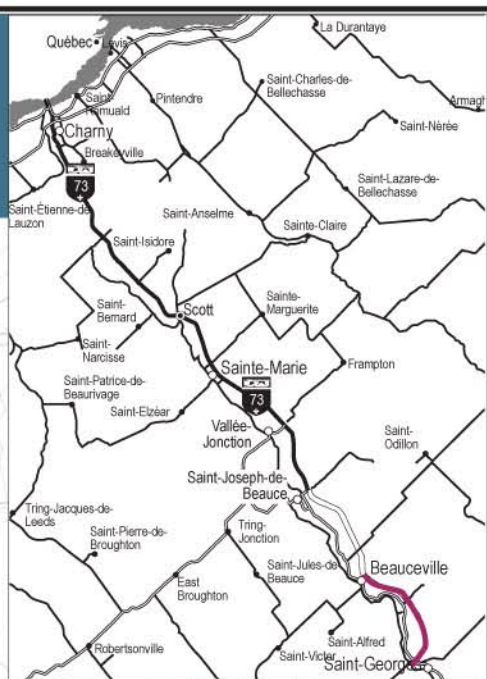 La Durantaye
Québec
Lévis
Saint-Charles-de-
Bellechasse
Saint
Romuald
Pintendre
Armagh
Charny
Saint-Nérée
Breakeyville
73
Saint-Lazare-de-
Bellechasse
Saint-Étienne-de
Lauzon
Saint-Anselme
Sainte-Claire
Saint-Isidore
Saint-
Bernard
Scott
Sainte-
Marguerite
Saint-
Narcisse
Sainte-Marie
Frampton
Saint-Patrice-de-
Beaurivage
73
Saint-Elzéar
Vallée-
Jonction
Saint-
Odillon
Saint-Joseph-de-
Beauce
Tring-Jacques-de-
Leeds
Tring-
Jonction
Saint-Pierre-de-
Broughton
Saint-Jules-de
Beauce
Beauceville
East
Broughton
Saint-Alfred
Robertsonville
Saint-Victor
Saint-Georges